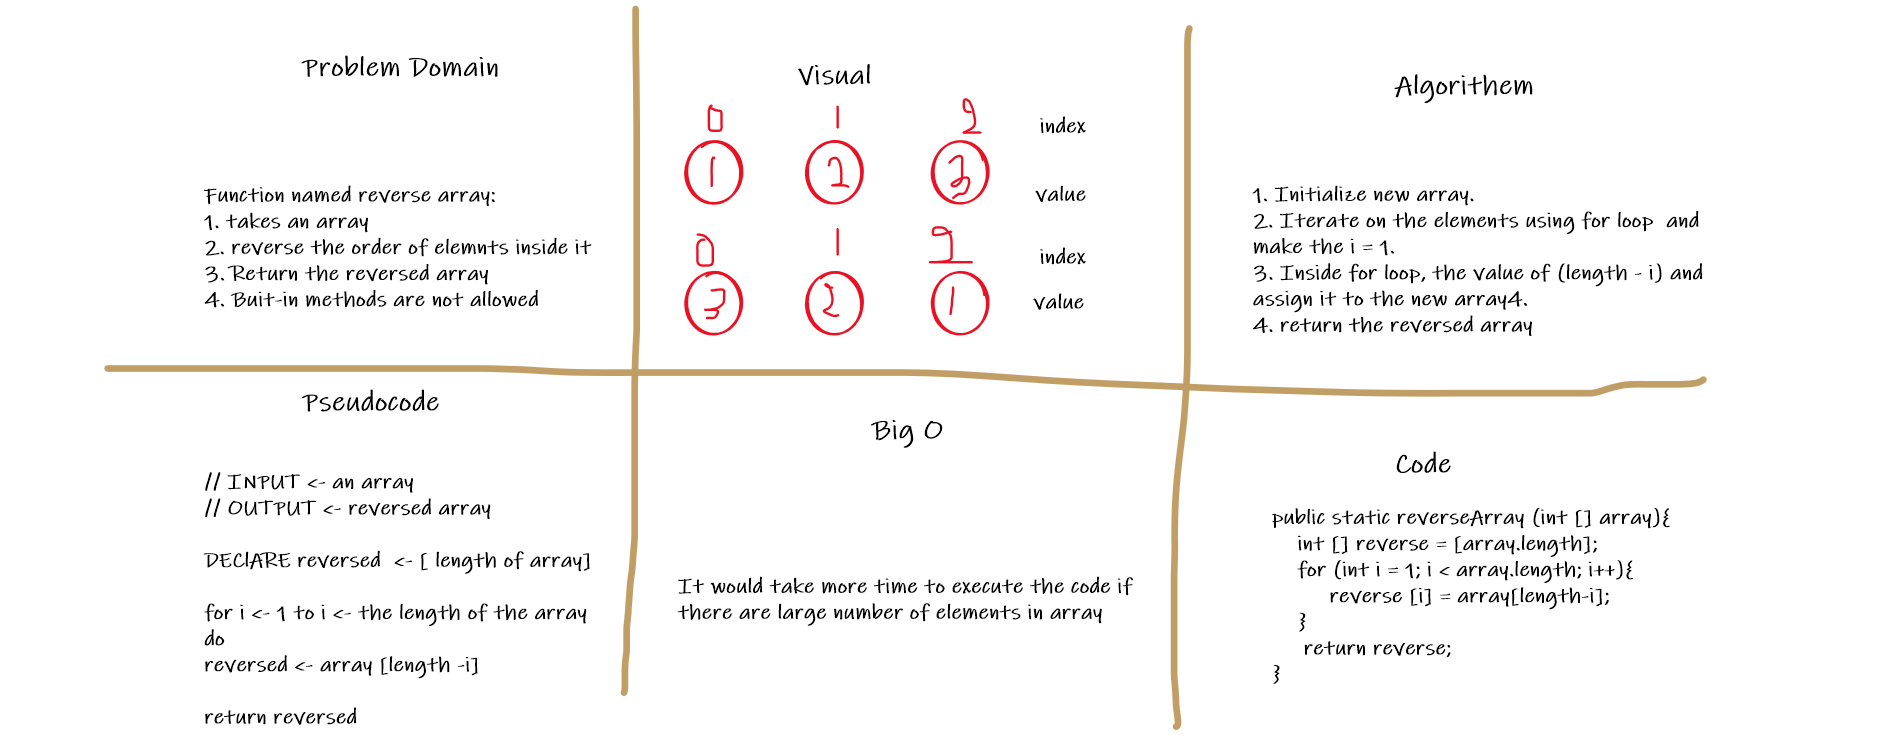 Problem Domain
Function named reverse array:
1. takes an array
2. reverse the order of elemnts inside it
3. Return the reversed array
4. Buit-in methods are not allowed
Visual
0 1 2 index
1 2 3 value
0 1 2 index
3 2 1 value
Algorithem
1. Initialize new array.
2. Iterate on the elements using for loop and
make the i = 1.
3. Inside for loop, the value of (length - i) and
assign it to the new array4.
4. return the reversed array
Pseudocode
// INPUT <- an array
// OUTPUT <- reversed array
DEClARE reversed <- [ length of array]
for i <- 1 to i <- the length of the array
do
reversed <- array [length -i]
return reversed
Big O
It would take more time to execute the code if
there are large number of elements in array
Code
public static reverseArray (int [] array){
int [] reverse = [array.length];
for (int i = 1; i < array.length; i++){
reverse [i] = array[length-i];
}
return reverse;
}